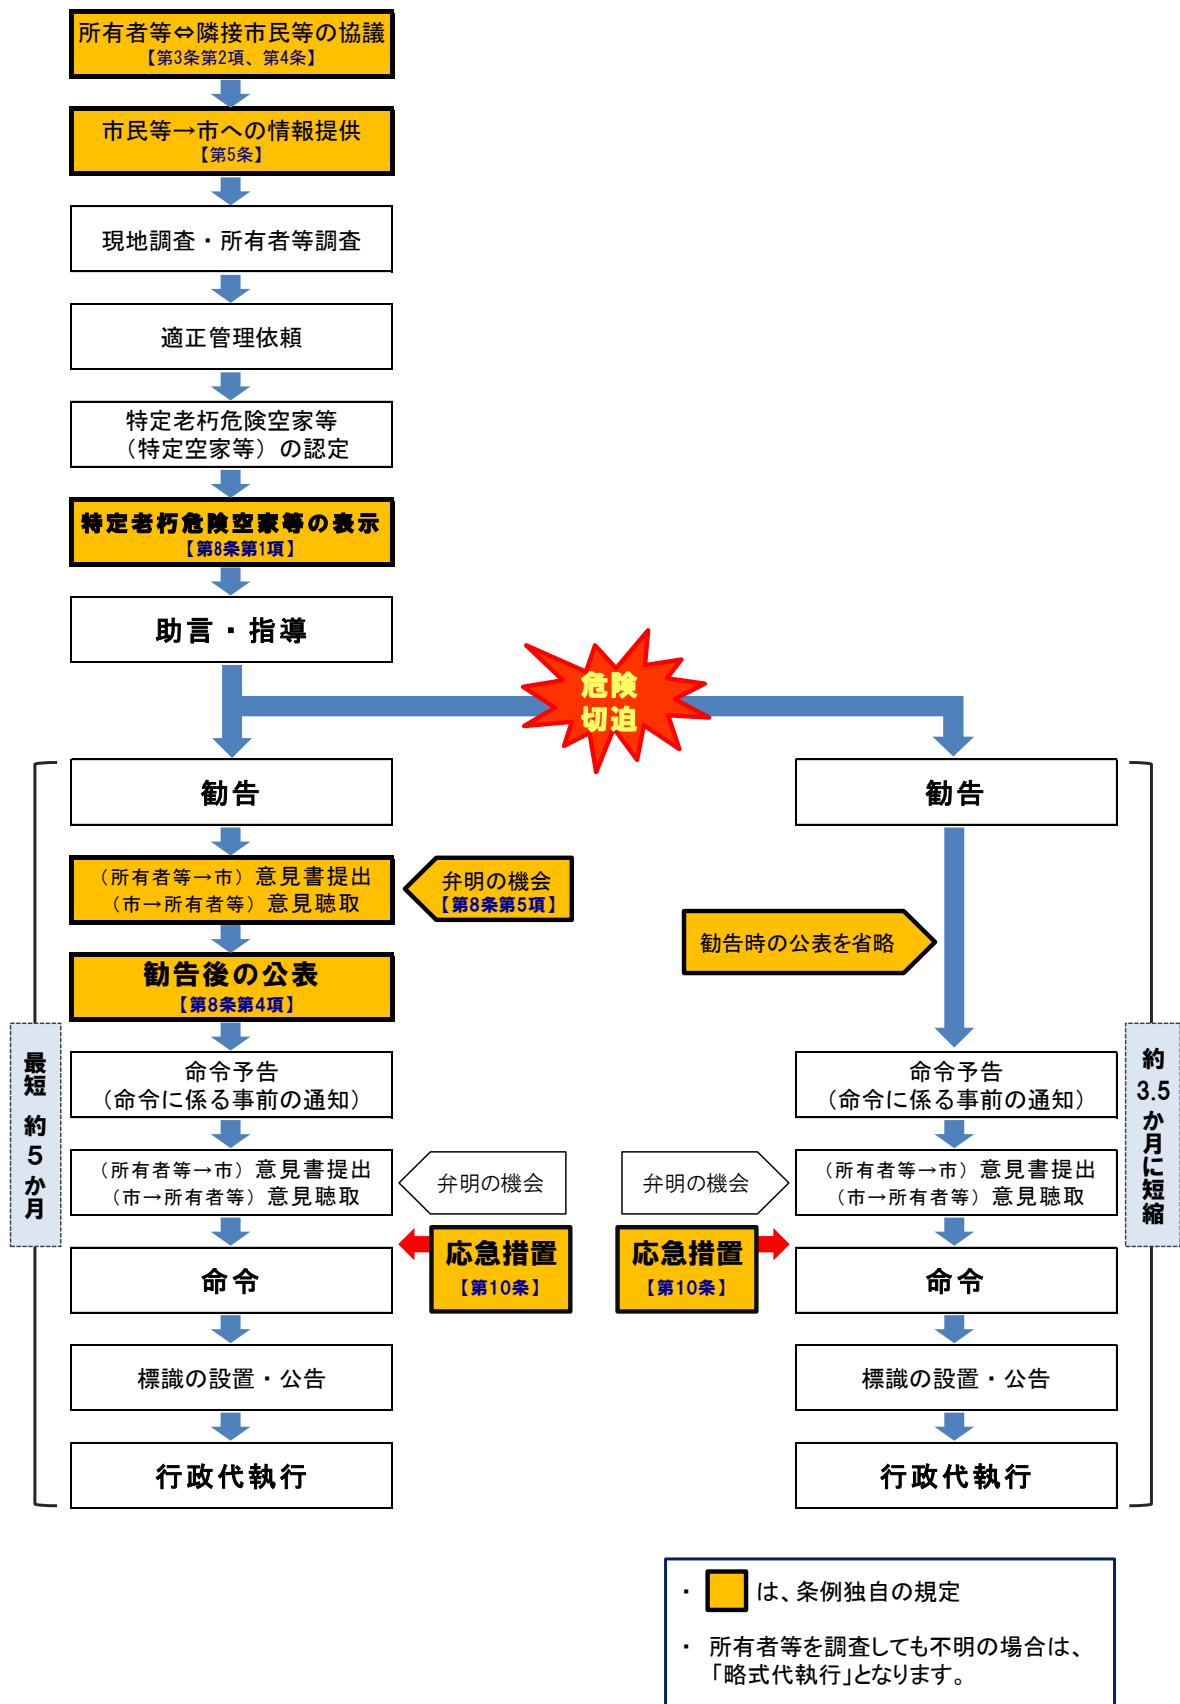 所有者等⇔隣接市民等の協議
【第3条第2項、第4条】
市民等→市への情報提供
【第5条】
現地調査・所有者等調査
適正管理依頼
特定老朽危険空家等
（特定空家等）の認定
特定老朽危険空家等の表示
【第8条第1項】
助言・指導
危険
切迫
勧告
（所有者等→市）意見書提出
（市→所有者等）意見聴取
弁明の機会
【第8条第5項】
勧告後の公表
【第8条第4項】
命令予告
（命令に係る事前の通知）
（所有者等→市）意見書提出
（市→所有者等）意見聴取
弁明の機会
応急措置
【第10条】
命令
標識の設置・公告
行政代執行
最短 約5か月
勧告
勧告時の公表を省略
命令予告
（命令に係る事前の通知）
弁明の機会
（所有者等→市）意見書提出
（市→所有者等）意見聴取
応急措置
【第10条】
命令
標識の設置・公告
行政代執行
約3.5か月に短縮
・ は、条例独自の規定
・ 所有者等を調査しても不明の場合は、
「略式代執行」となります。